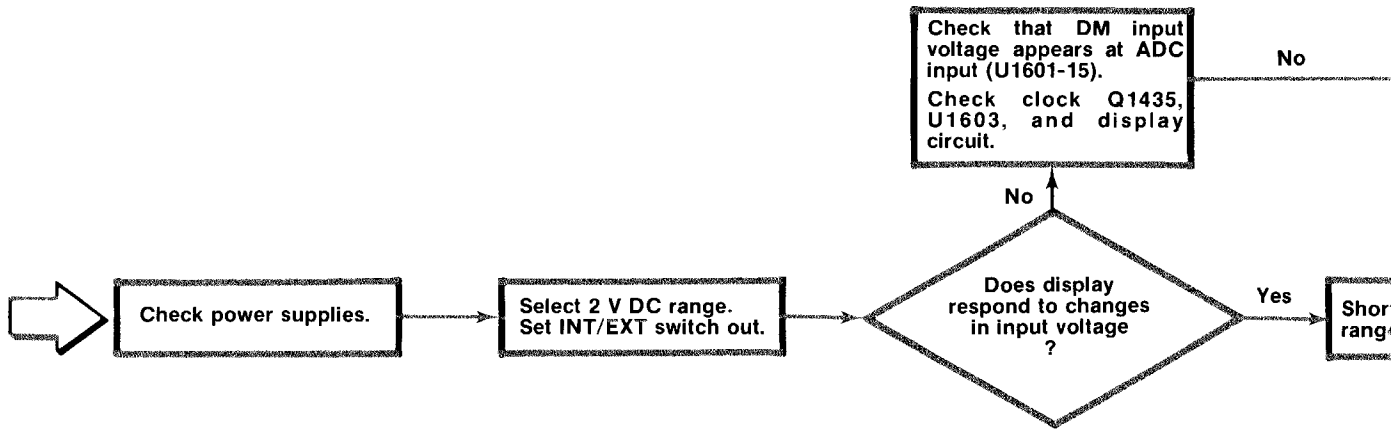 Check that DM input
voltage appears at ADC
input (U1601-15).
Check clock Q1435,
U1603, and display
circuit.
No
No
Check power supplies.
Select 2 V DC range.
Set INT/EXT switch out.
Does display
respond to changes
in input voltage
?
Yes